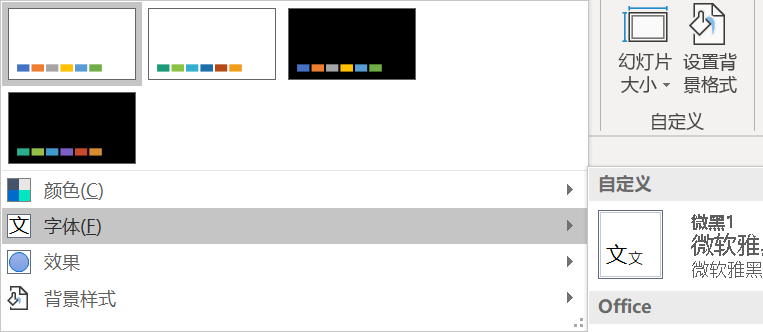 幻灯片
大小
设置背
景格式
自定义
颜色(C)
文 字体(F)
效果
背景样式
自定义
文文
微黑1
微软雅
微软雅黑
Office